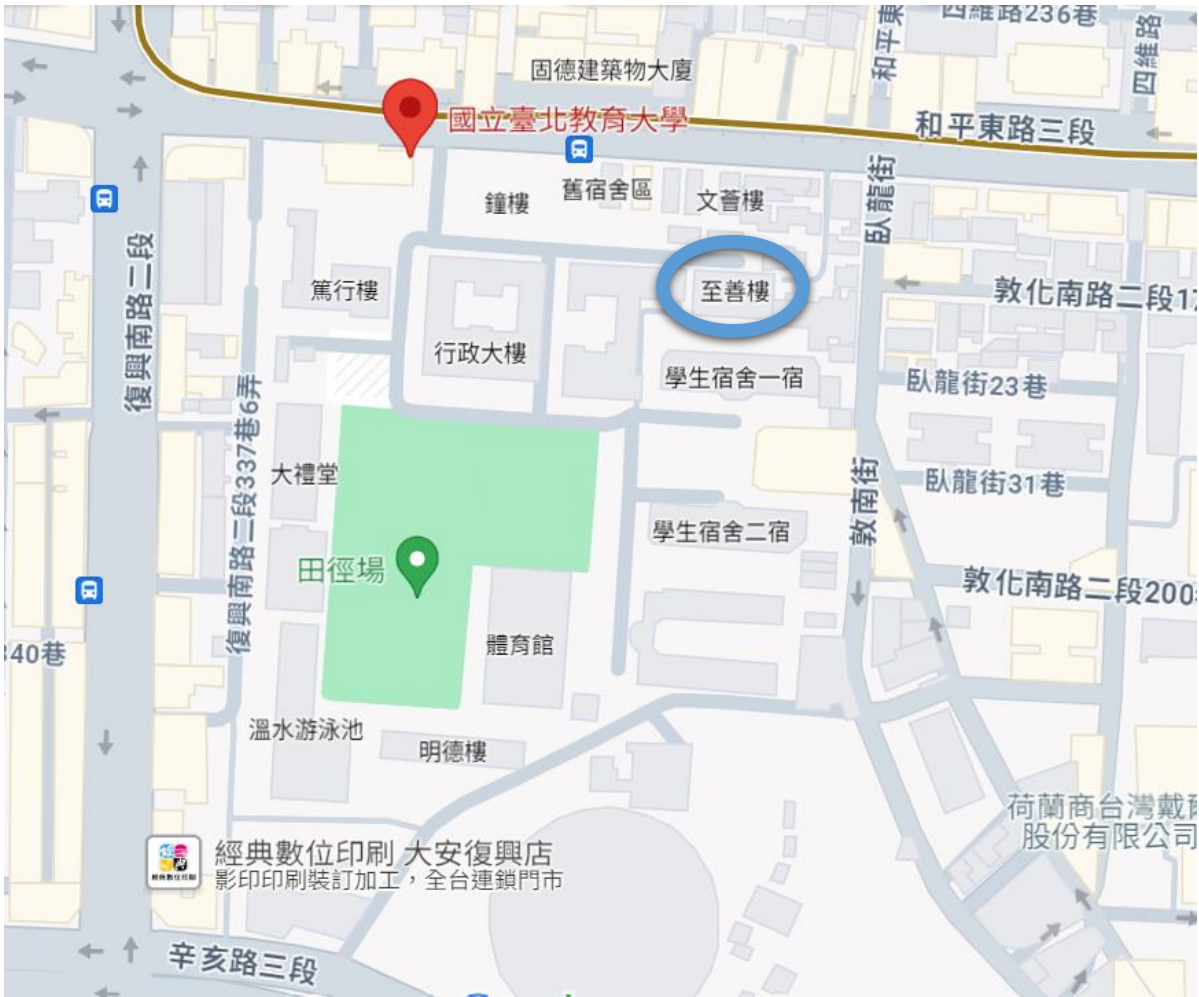 四維路236巷
和平東
四維路
固德建築物大廈
國立臺北教育大學
和平東路三段
臥龍街
鐘樓
舊宿舍區
文薈樓
復興南路二段
篤行樓
至善樓
敦化南路二段17
行政大樓
學生宿舍一宿
臥龍街23巷
復興南路二段337巷6弄
大禮堂
臥龍街31巷
敦南街
學生宿舍二宿
田徑場
敦化南路二段200
體育館
340巷
溫水游泳池
明德樓
荷蘭商台灣戴爾
股份有限公司
經典數位印刷 大安復興店
影印印刷裝訂加工，全台連鎖門市
辛亥路三段